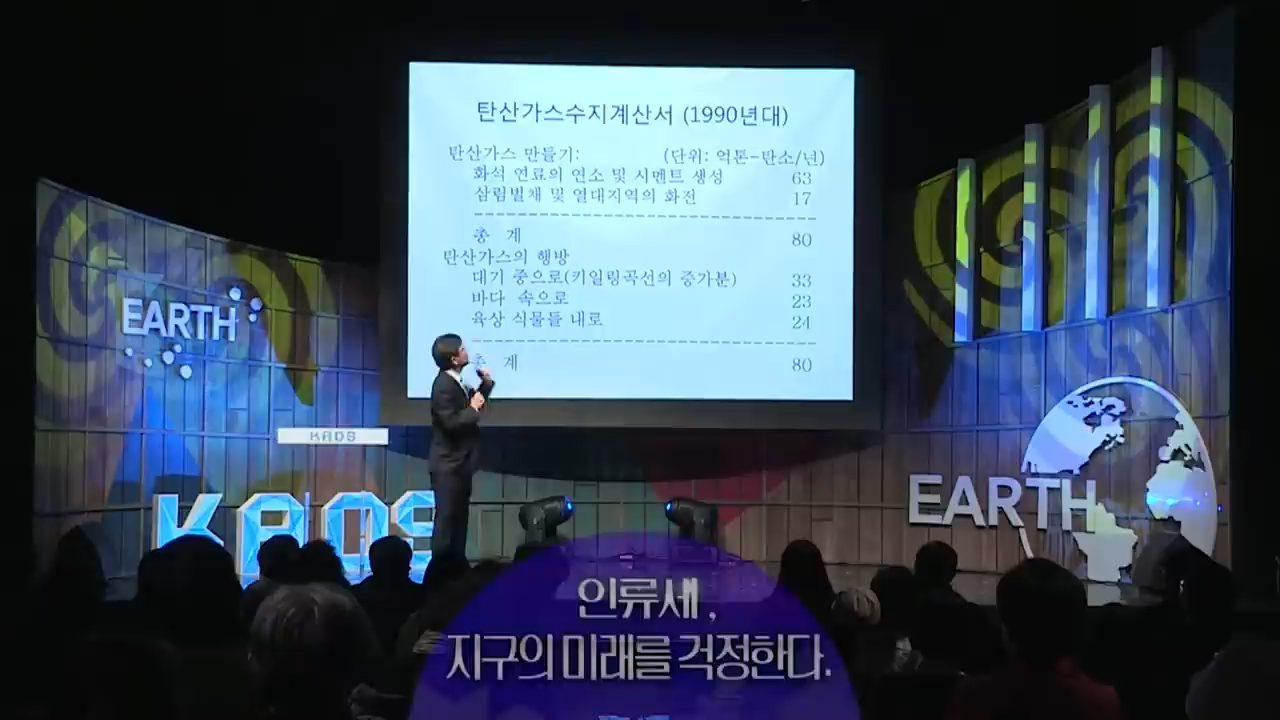 탄산가스수지계산서 (1990년대)
탄산가스 만들기: (단위: 억톤-탄소/년)
화석 연료의 연소 및 시멘트 생성 63
삼림벌채 및 열대지역의 화전 17
총 계 80
탄산가스의 행방
대기 중으로(키일링곡선의 증가분) 33
바다 속으로 23
육상 식물들 내로 24
총 계 80
EARTH
KAOS
KAOS
EARTH
인류세,
지구의 미래를 걱정한다.